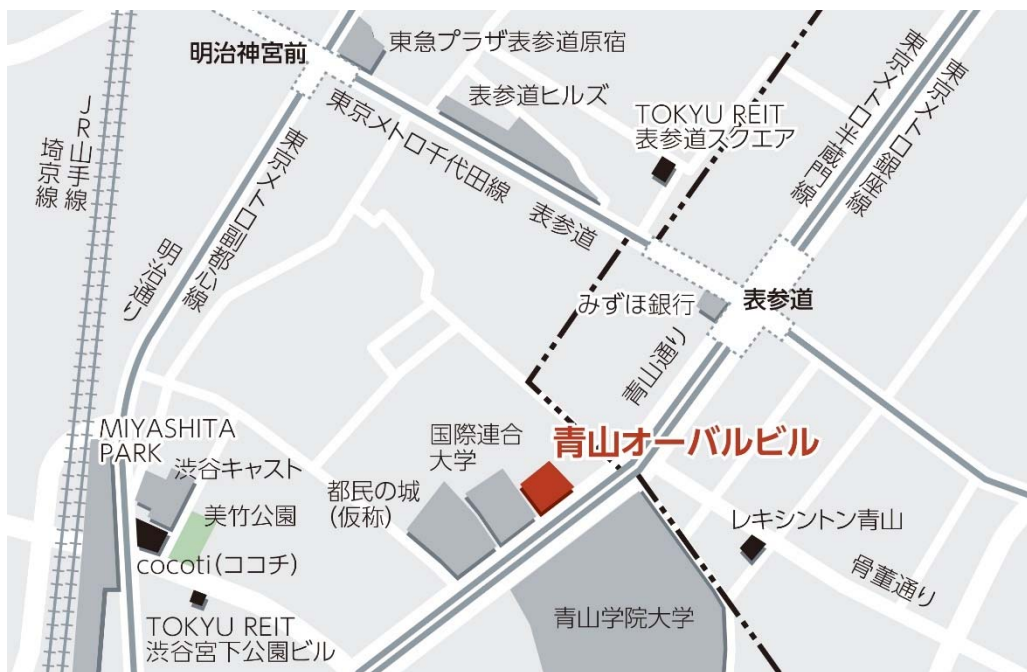 東急プラザ表参道原宿
明治神宮前
表参道ヒルズ
TOKYU REIT
表参道スクエア
東京メトロ半蔵門線
東京メトロ銀座線
JR山手線
埼京線
東京メトロ千代田線
表参道
東京メトロ副都心線
明治通り
みずほ銀行
表参道
青山通り
青山オーバルビル
国際連合
大学
都民の城
(仮称)
MIYASHITA
PARK
渋谷キャスト
美竹公園
cocoti(ココチ)
TOKYU REIT
渋谷宮下公園ビル
レキシントン青山
骨董通り
青山学院大学